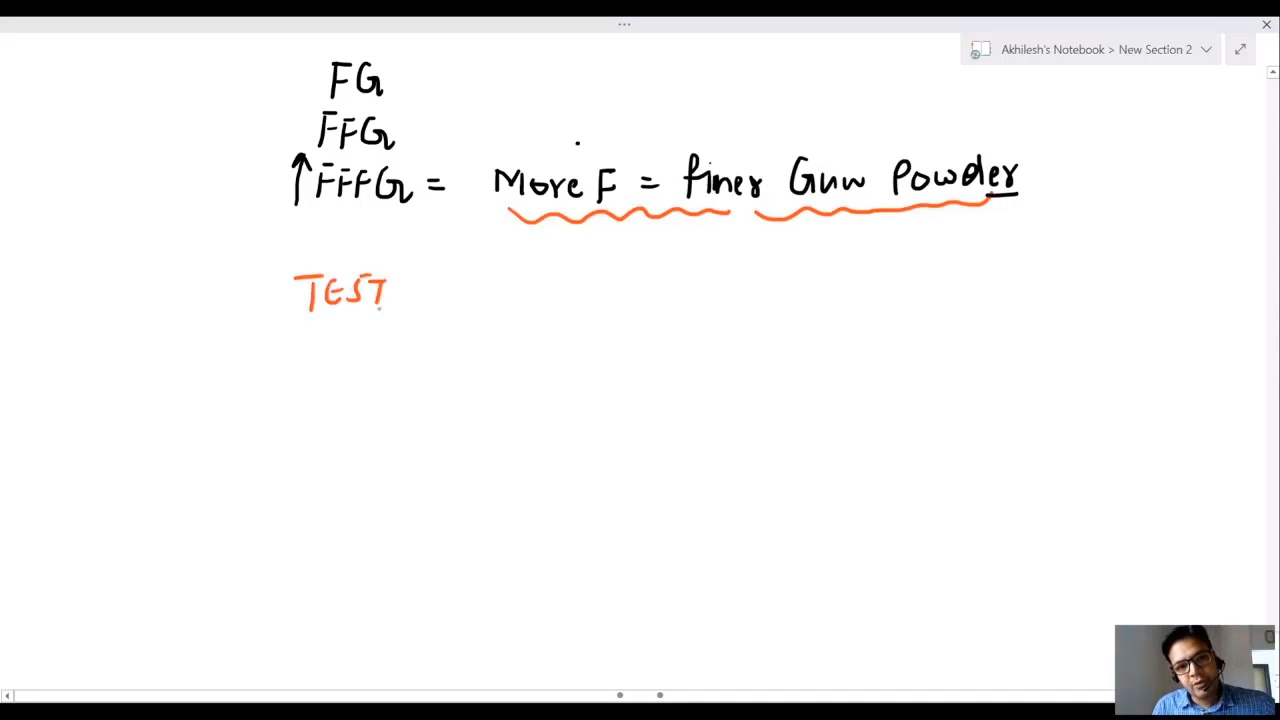 Akhilesh's Notebook > New Section 2
FG
FFG
↑FFFG = More F = finer Gun Powder
TEST